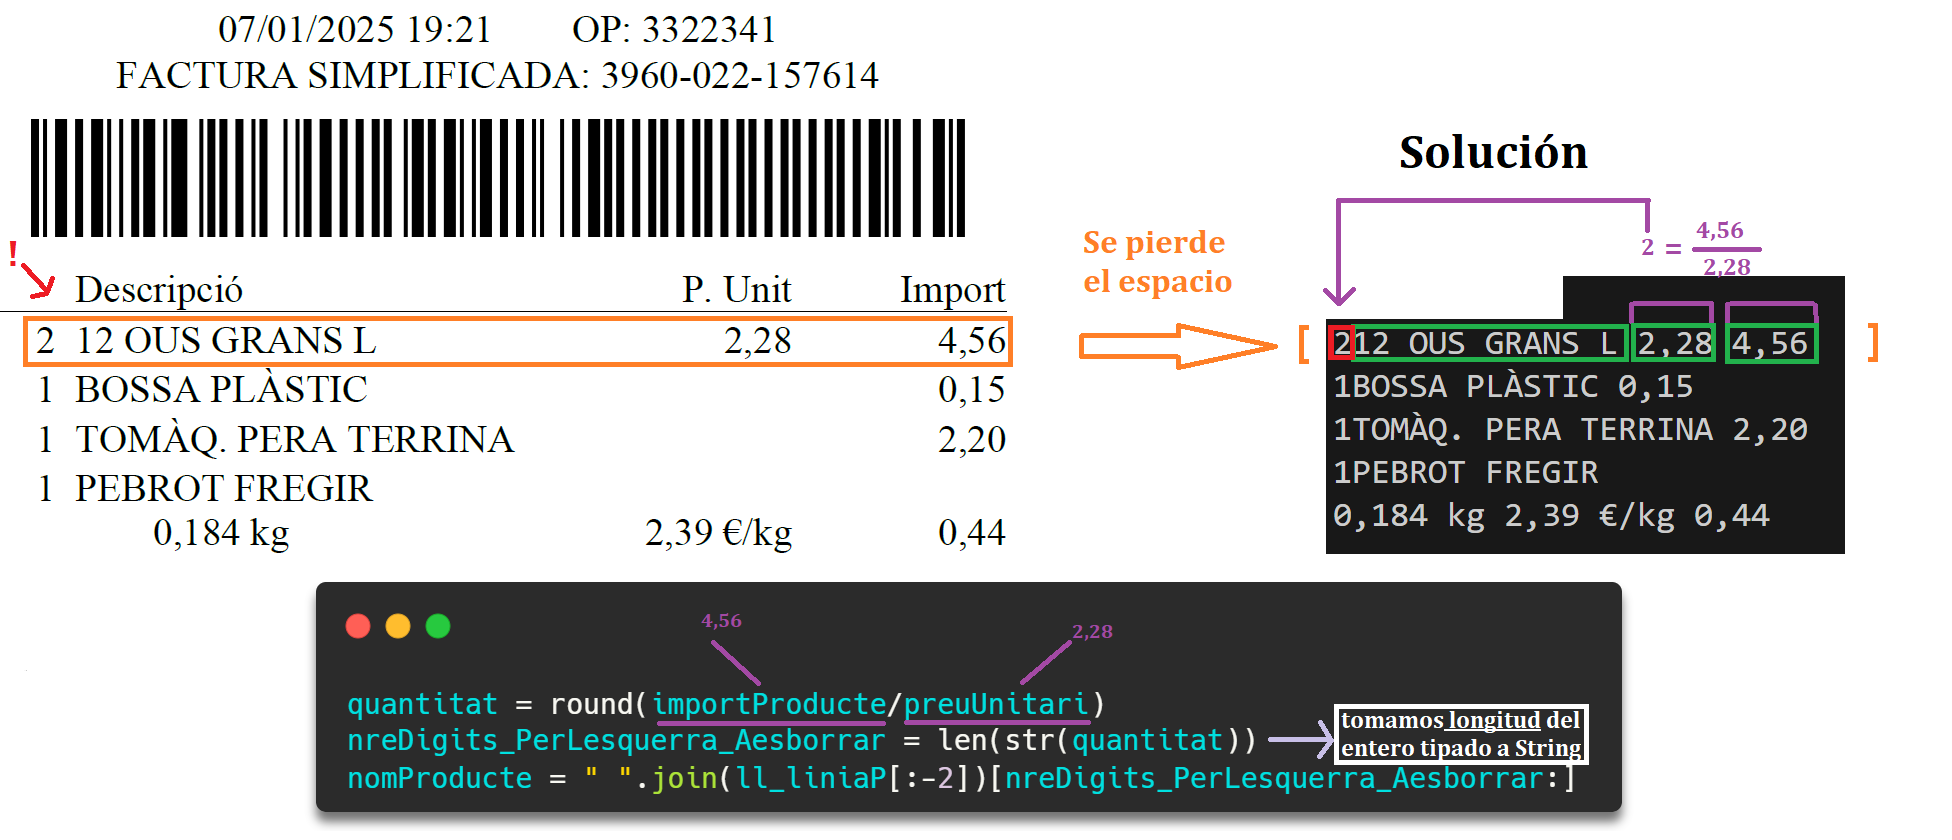 07/01/2025 19:21 OP: 3322341
FACTURA SIMPLIFICADA: 3960-022-157614
!
Descripció P. Unit Import
2 12 OUS GRANS L 2,28 4,56
1 BOSSA PLÀSTIC 0,15
1 TOMÀQ. PERA TERRINA 2,20
1 PEBROT FREGIR
0,184 kg 2,39 €/kg 0,44
Se pierde
el espacio
Solución
2 = 4,56
2,28
[ 212 OUS GRANS L 2,28 4,56 ]
1BOSSA PLÀSTIC 0,15
1TOMÀQ. PERA TERRINA 2,20
1PEBROT FREGIR
0,184 kg 2,39 €/kg 0,44
4,56
2,28
quantitat = round(importProducte/preuUnitari)
nreDigits_PerLesquerra_Aesborrar = len(str(quantitat))
nomProducte = " ".join(ll_liniaP[:-2])[nreDigits_PerLesquerra_Aesborrar:]
tomamos longitud del
entero tipado a String